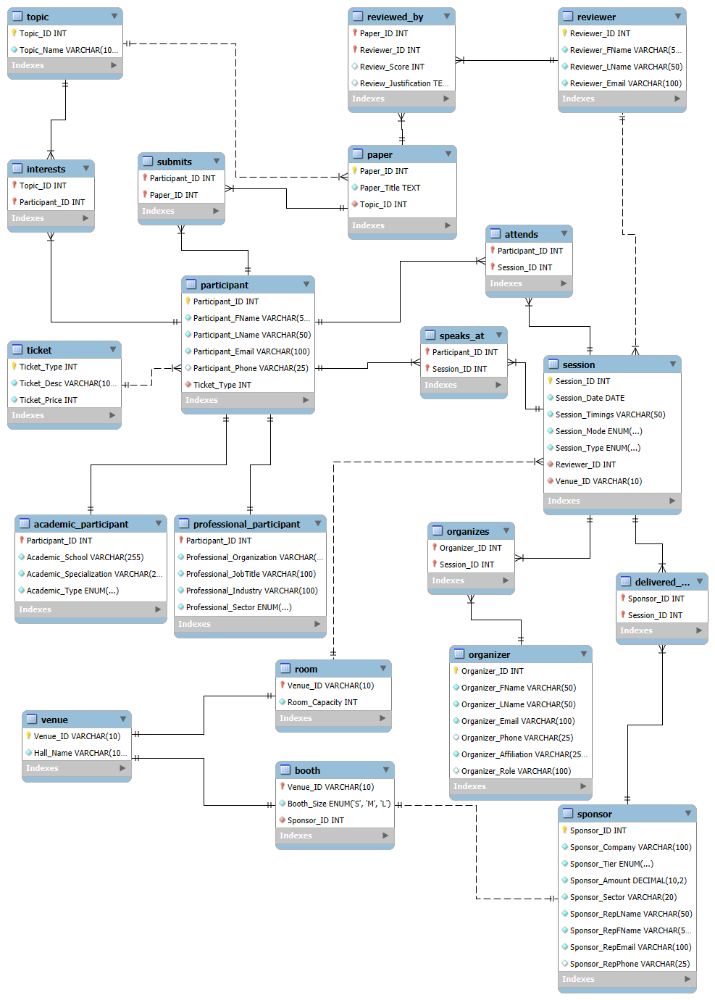 topic
Topic_ID INT
Topic_Name VARCHAR(10...
Indexes
reviewed_by
Paper_ID INT
Reviewer_ID INT
Review_Score INT
Review_Justification TE...
Indexes
reviewer
Reviewer_ID INT
Reviewer_FName VARCHAR(5...
Reviewer_LName VARCHAR(50)
Reviewer_Email VARCHAR(100)
Indexes
interests
Topic_ID INT
Participant_ID INT
Indexes
submits
Participant_ID INT
Paper_ID INT
Indexes
paper
Paper_ID INT
Paper_Title TEXT
Topic_ID INT
Indexes
attends
Participant_ID INT
Session_ID INT
Indexes
participant
Participant_ID INT
Participant_FName VARCHAR(5...
Participant_LName VARCHAR(50)
Participant_Email VARCHAR(100)
Participant_Phone VARCHAR(25)
Ticket_Type INT
Indexes
ticket
Ticket_Type INT
Ticket_Desc VARCHAR(10...
Ticket_Price INT
Indexes
speaks_at
Participant_ID INT
Session_ID INT
Indexes
session
Session_ID INT
Session_Date DATE
Session_Timings VARCHAR(50)
Session_Mode ENUM(...)
Session_Type ENUM(...)
Reviewer_ID INT
Venue_ID VARCHAR(10)
Indexes
academic_participant
Participant_ID INT
Academic_School VARCHAR(255)
Academic_Specialization VARCHAR(2...
Academic_Type ENUM(...)
Indexes
professional_participant
Participant_ID INT
Professional_Organization VARCHAR(...
Professional_JobTitle VARCHAR(100)
Professional_Industry VARCHAR(100)
Professional_Sector ENUM(...)
Indexes
organizes
Organizer_ID INT
Session_ID INT
Indexes
delivered_...
Sponsor_ID INT
Session_ID INT
Indexes
room
Venue_ID VARCHAR(10)
Room_Capacity INT
Indexes
organizer
Organizer_ID INT
Organizer_FName VARCHAR(50)
Organizer_LName VARCHAR(50)
Organizer_Email VARCHAR(100)
Organizer_Phone VARCHAR(25)
Organizer_Affiliation VARCHAR(25...
Organizer_Role VARCHAR(100)
Indexes
venue
Venue_ID VARCHAR(10)
Hall_Name VARCHAR(10...
Indexes
booth
Venue_ID VARCHAR(10)
Booth_Size ENUM('S', 'M', 'L')
Sponsor_ID INT
Indexes
sponsor
Sponsor_ID INT
Sponsor_Company VARCHAR(100)
Sponsor_Tier ENUM(...)
Sponsor_Amount DECIMAL(10,2)
Sponsor_Sector VARCHAR(20)
Sponsor_RepLName VARCHAR(50)
Sponsor_RepFName VARCHAR(5...
Sponsor_RepEmail VARCHAR(100)
Sponsor_RepPhone VARCHAR(25)
Indexes